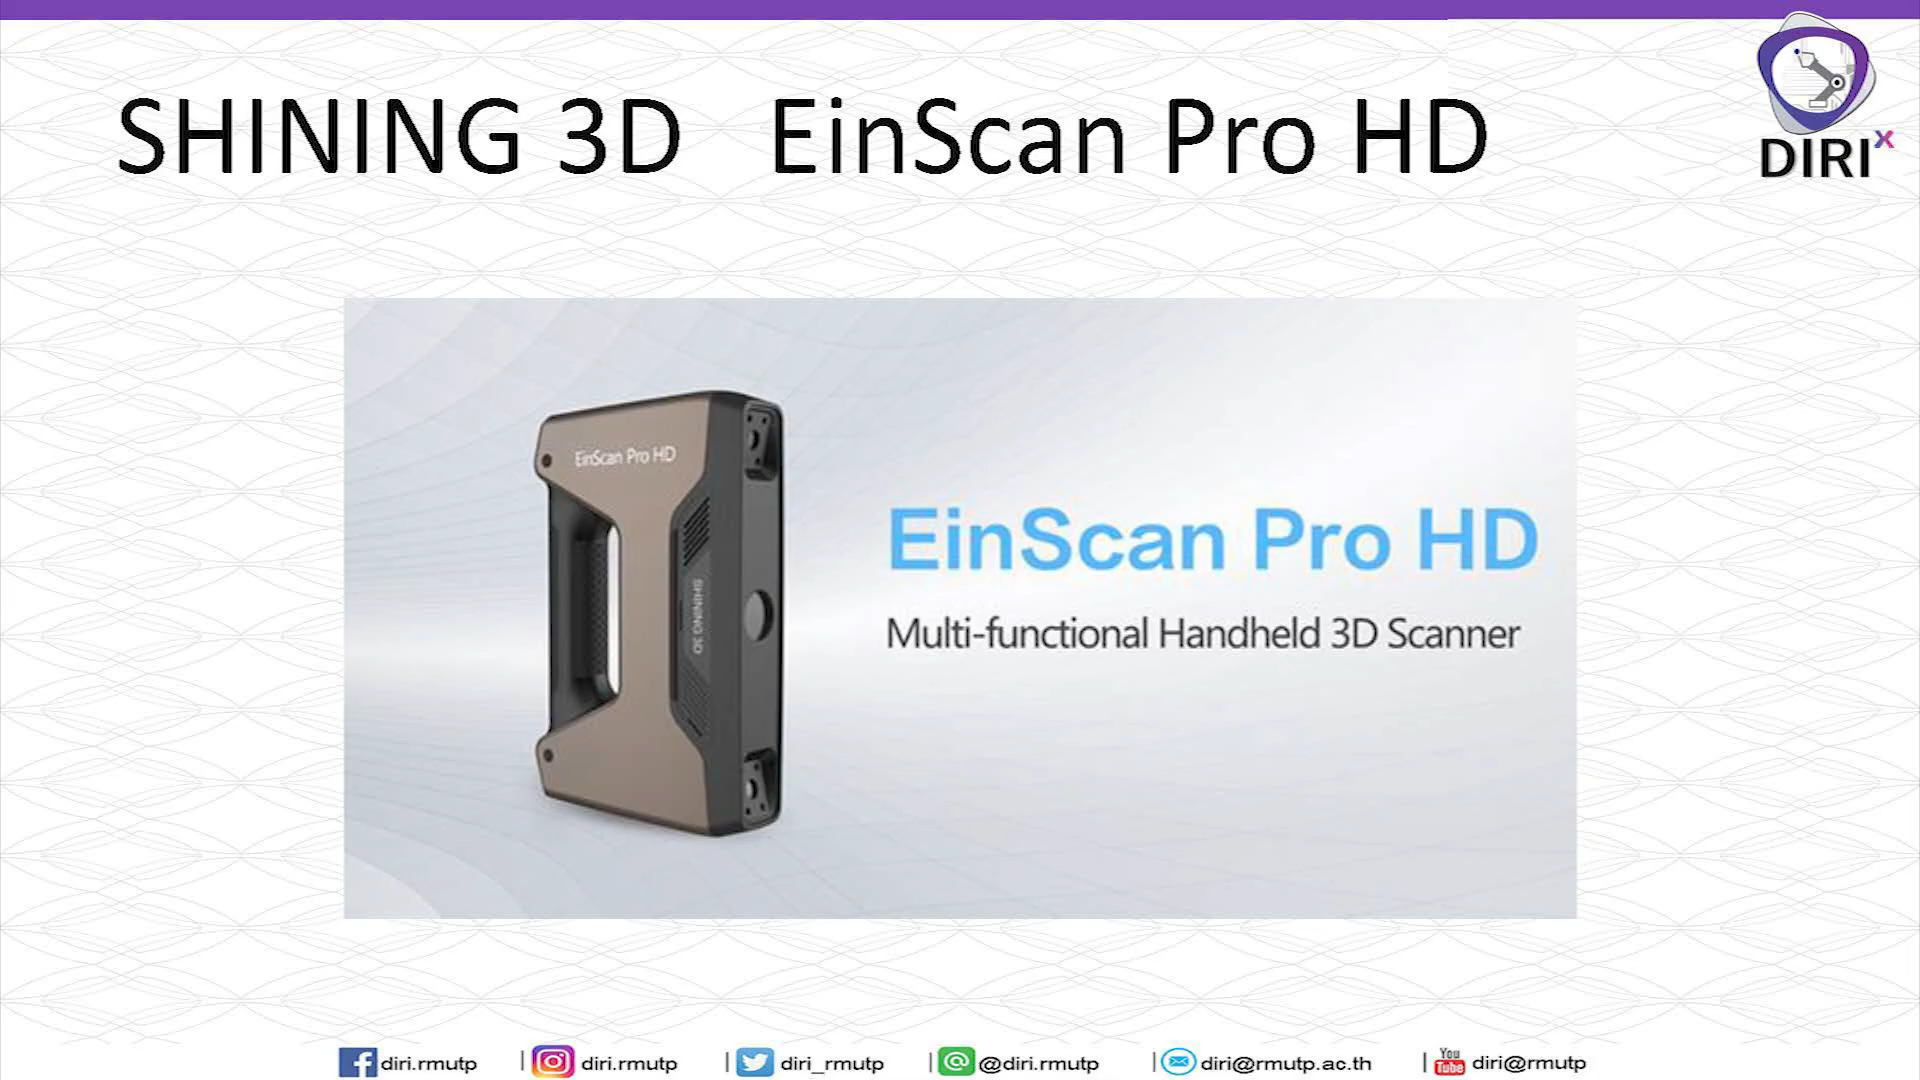 SHINING 3D EinScan Pro HD
DIRI X
EinScan Pro HD
SHINING 3D
EinScan Pro HD
Multi-functional Handheld 3D Scanner
diri.rmutp | diri.rmutp | diri_rmutp | @diri.rmutp | diri@rmutp.ac.th | You Tube diri@rmutp